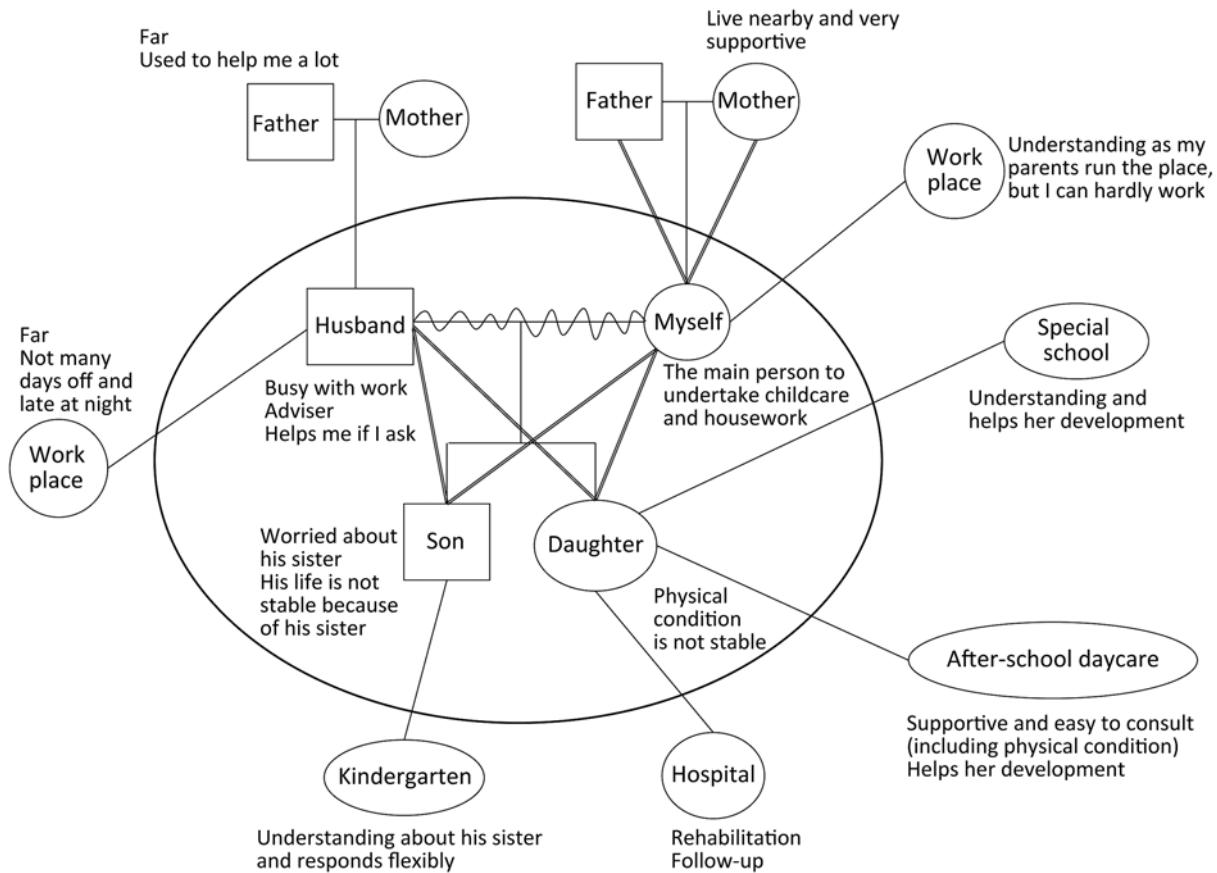 Far
Used to help me a lot
Father
Mother
Live nearby and very
supportive
Father
Mother
Work
place
Understanding as my
parents run the place,
but I can hardly work
Husband
Myself
Busy with work
Adviser
Helps me if I ask
The main person to
undertake childcare
and housework
Far
Not many
days off and
late at night
Work
place
Special
school
Understanding and
helps her development
Son
Worried about
his sister
His life is not
stable because
of his sister
Daughter
Physical
condition
is not stable
After-school daycare
Supportive and easy to consult
(including physical condition)
Helps her development
Kindergarten
Understanding about his sister
and responds flexibly
Hospital
Rehabilitation
Follow-up